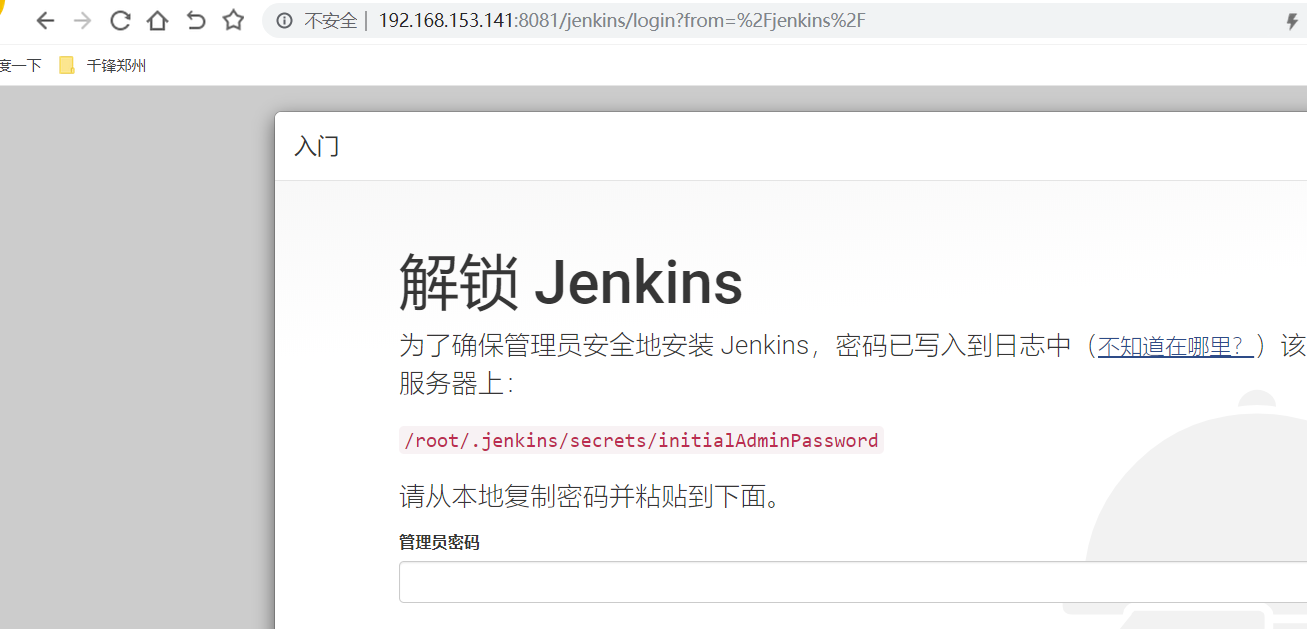 不安全 | 192.168.153.141:8081/jenkins/login?from=%2Fjenkins%2F
度一下 千锋郑州
入门
解锁 Jenkins
为了确保管理员安全地安装 Jenkins，密码已写入到日志中（不知道在哪里？）该
服务器上：
/root/.jenkins/secrets/initialAdminPassword
请从本地复制密码并粘贴到下面。
管理员密码